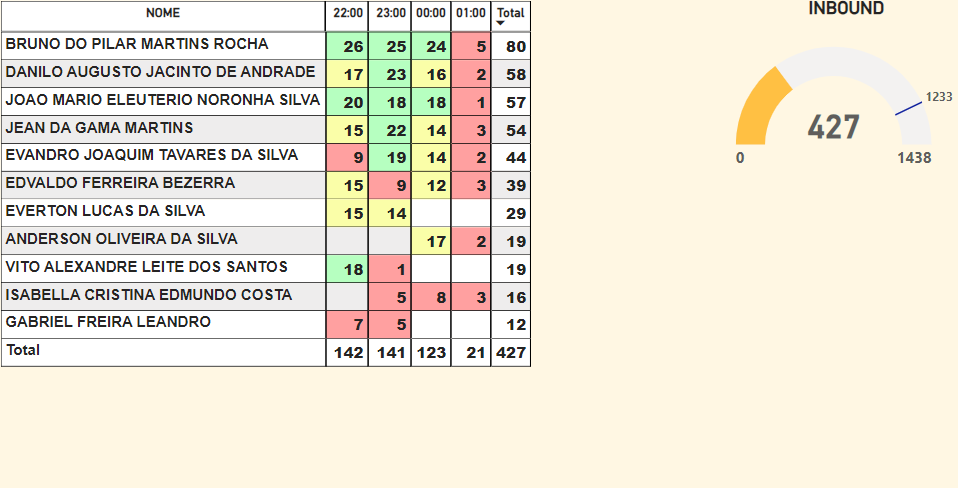 NOME 22:00 23:00 00:00 01:00 Total
BRUNO DO PILAR MARTINS ROCHA 26 25 24 5 80
DANILO AUGUSTO JACINTO DE ANDRADE 17 23 16 2 58
JOAO MARIO ELEUTERIO NORONHA SILVA 20 18 18 1 57
JEAN DA GAMA MARTINS 15 22 14 3 54
EVANDRO JOAQUIM TAVARES DA SILVA 9 19 14 2 44
EDVALDO FERREIRA BEZERRA 15 9 12 3 39
EVERTON LUCAS DA SILVA 15 14 29
ANDERSON OLIVEIRA DA SILVA 17 2 19
VITO ALEXANDRE LEITE DOS SANTOS 18 1 19
ISABELLA CRISTINA EDMUNDO COSTA 5 8 3 16
GABRIEL FREIRA LEANDRO 7 5 12
Total 142 141 123 21 427
INBOUND
1233
427
0 1438